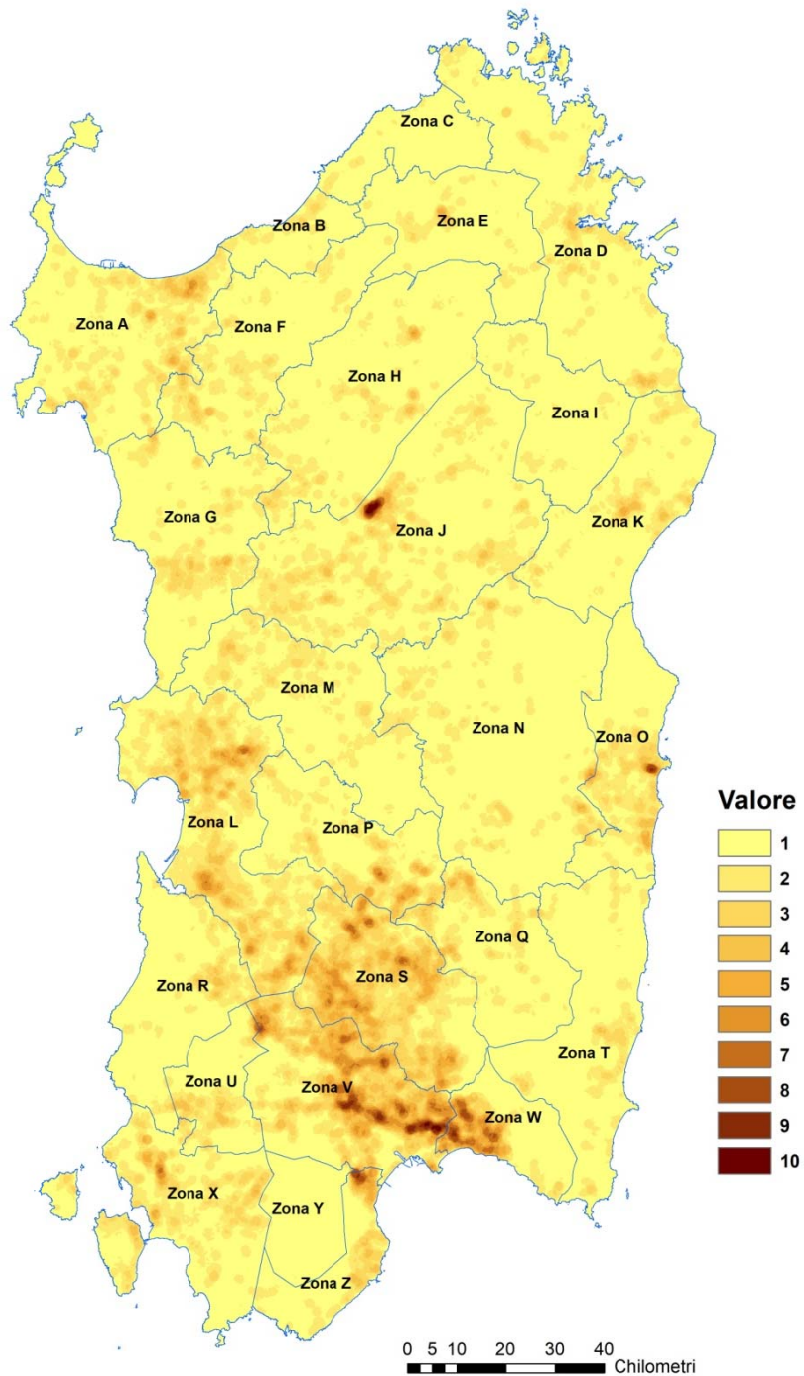 Zona C
Zona B
Zona E
Zona D
Zona A
Zona F
Zona H
Zona I
Zona G
Zona J
Zona K
Zona M
Zona N
Zona O
Zona L
Zona P
Zona Q
Zona S
Zona R
Zona T
Zona U
Zona V
Zona W
Zona X
Zona Y
Zona Z
Valore
1
2
3
4
5
6
7
8
9
10
0 5 10 20 30 40
Chilometri